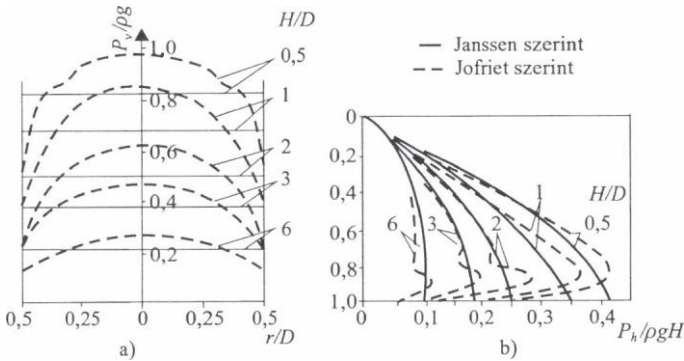 P_v/ρg
H/D
1,0
0,5
0,8
1
0,6
2
3
0,4
6
0,2
0,5 0,25 0 0,25 0,5
r/D
a)
Janssen szerint
Jofriet szerint
0
0,2
0,4
0,6
0,8
1,0
H/D
1
0,5
6 3 2
0 0,1 0,2 0,3 0,4
P_h/ρgH
b)